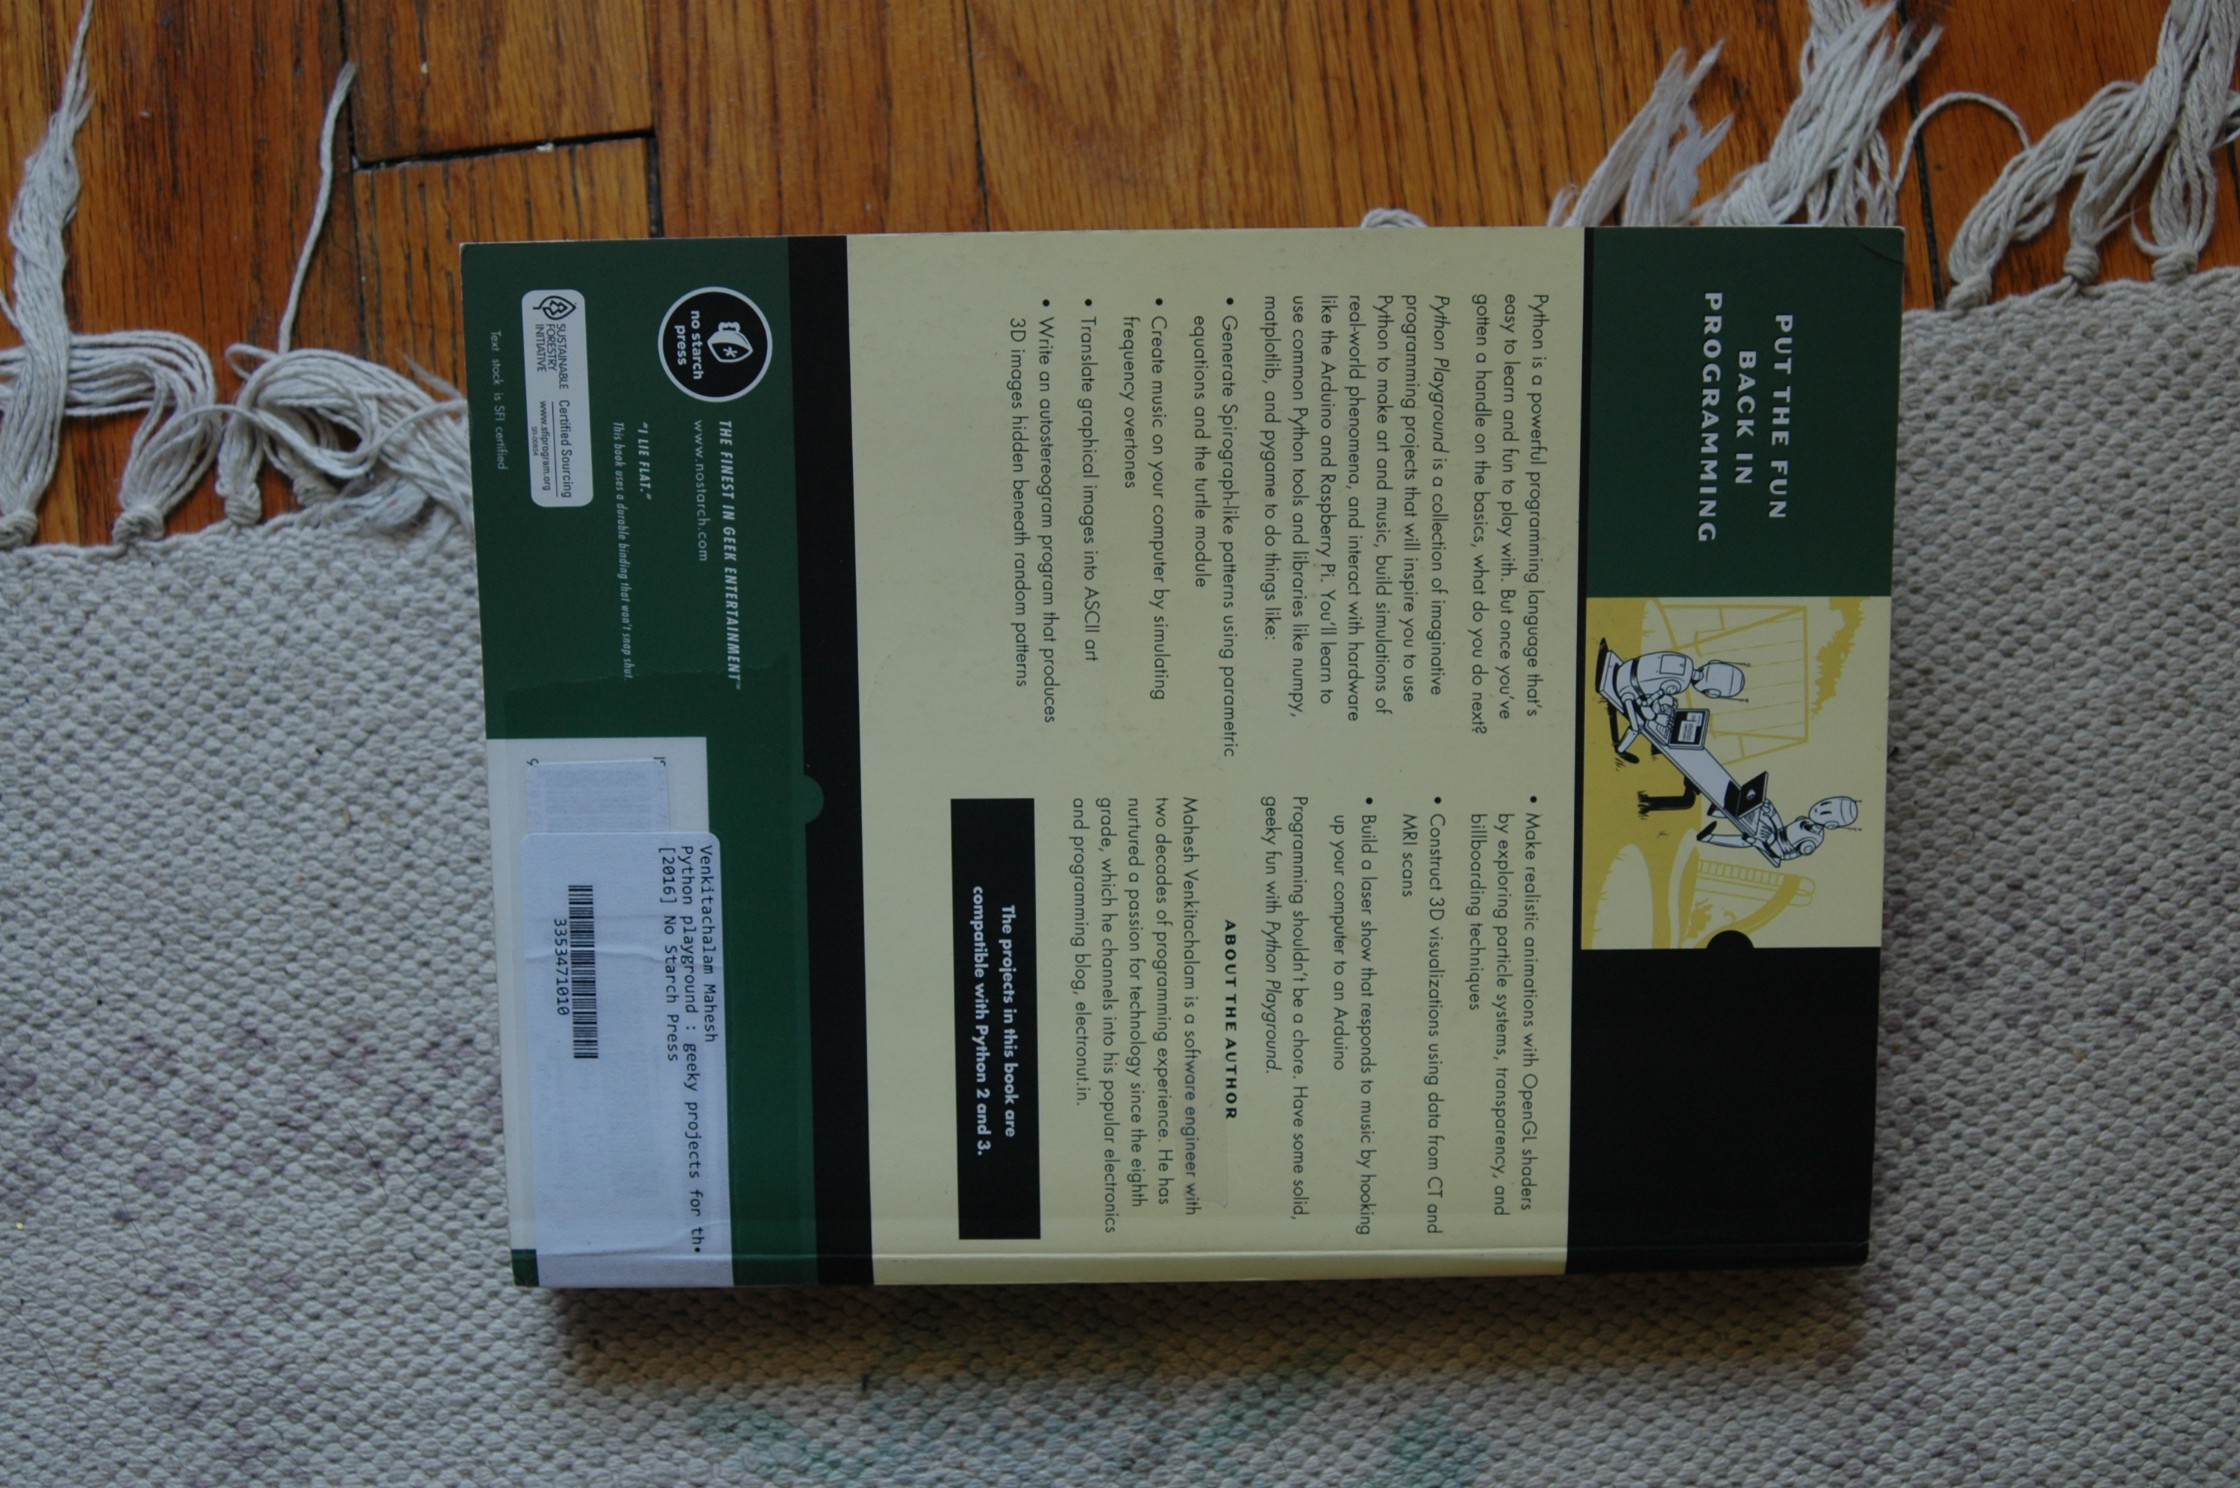 PUT THE FUN
BACK IN
PROGRAMMING
Python is a powerful programming language that's
easy to learn and fun to play with. But once you've
gotten a handle on the basics, what do you do next?
Python Playground is a collection of imaginative
programming projects that will inspire you to use
Python to make art and music, build simulations of
real-world phenomena, and interact with hardware
like the Arduino and Raspberry Pi. You'll learn to
use common Python tools and libraries like numpy,
matplotlib, and pygame to do things like:
• Generate Spirograph-like patterns using parametric
equations and the turtle module
• Create music on your computer by simulating
frequency overtones
• Translate graphical images into ASCII art
• Write an autostereogram program that produces
3D images hidden beneath random patterns
• Make realistic animations with OpenGL shaders
by exploring particle systems, transparency, and
billboarding techniques
• Construct 3D visualizations using data from CT and
MRI scans
• Build a laser show that responds to music by hooking
up your computer to an Arduino
Programming shouldn't be a chore. Have some solid,
geeky fun with Python Playground.
ABOUT THE AUTHOR
Mahesh Venkitachalam is a software engineer with
two decades of programming experience. He has
nurtured a passion for technology since the eighth
grade, which he channels into his popular electronics
and programming blog, electronut.in.
The projects in this book are
compatible with Python 2 and 3.
no starch
press
THE FINEST IN GEEK ENTERTAINMENT™
www.nostarch.com
"I LIE FLAT."
This book uses a durable binding that won't snap shut.
SUSTAINABLE
FORESTRY
INITIATIVE
Certified Sourcing
www.sfiprogram.org
Text stock is SFI certified
Venkitachalam Mahesh
Python playground : geeky projects for th•
[2016] No Starch Press
3353471010